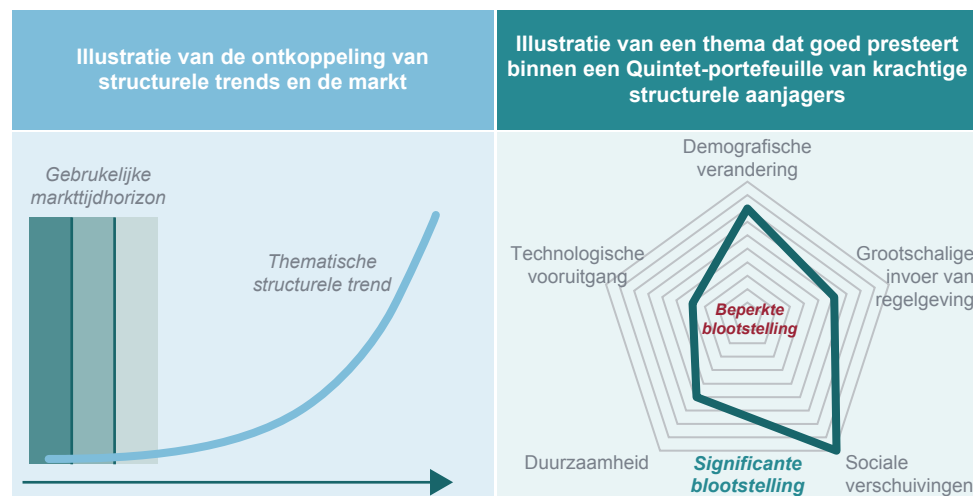 Illustratie van de ontkoppeling van
structurele trends en de markt
Illustratie van een thema dat goed presteert
binnen een Quintet-portefeuille van krachtige
structurele aanjagers
Gebrukelijke
markttijdhorizon
Thematische
structurele trend
Demografische
verandering
Technologische
vooruitgang
Grootschalige
invoer van
regelgeving
Beperkte
blootstelling
Duurzaamheid
Significante
blootstelling
Sociale
verschuivingen